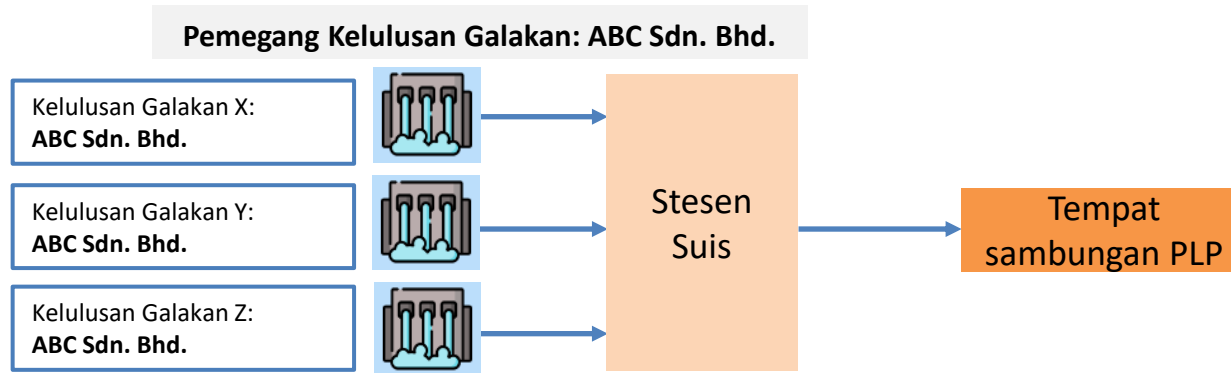 Pemegang Kelulusan Galakan: ABC Sdn. Bhd.
Kelulusan Galakan X:
ABC Sdn. Bhd.
Kelulusan Galakan Y:
ABC Sdn. Bhd.
Kelulusan Galakan Z:
ABC Sdn. Bhd.
Stesen
Suis
Tempat
sambungan PLP